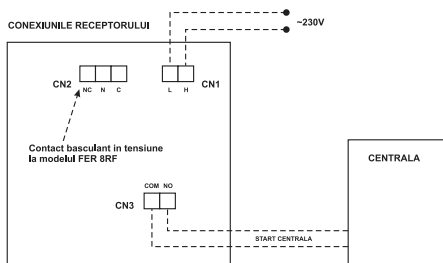 CONEXIUNILE RECEPTORULUI
~230V
CN2
NC N C
L H
CN1
Contact basculant in tensiune
la modelul FER 8RF
CENTRALA
COM NO
CN3
START CENTRALA